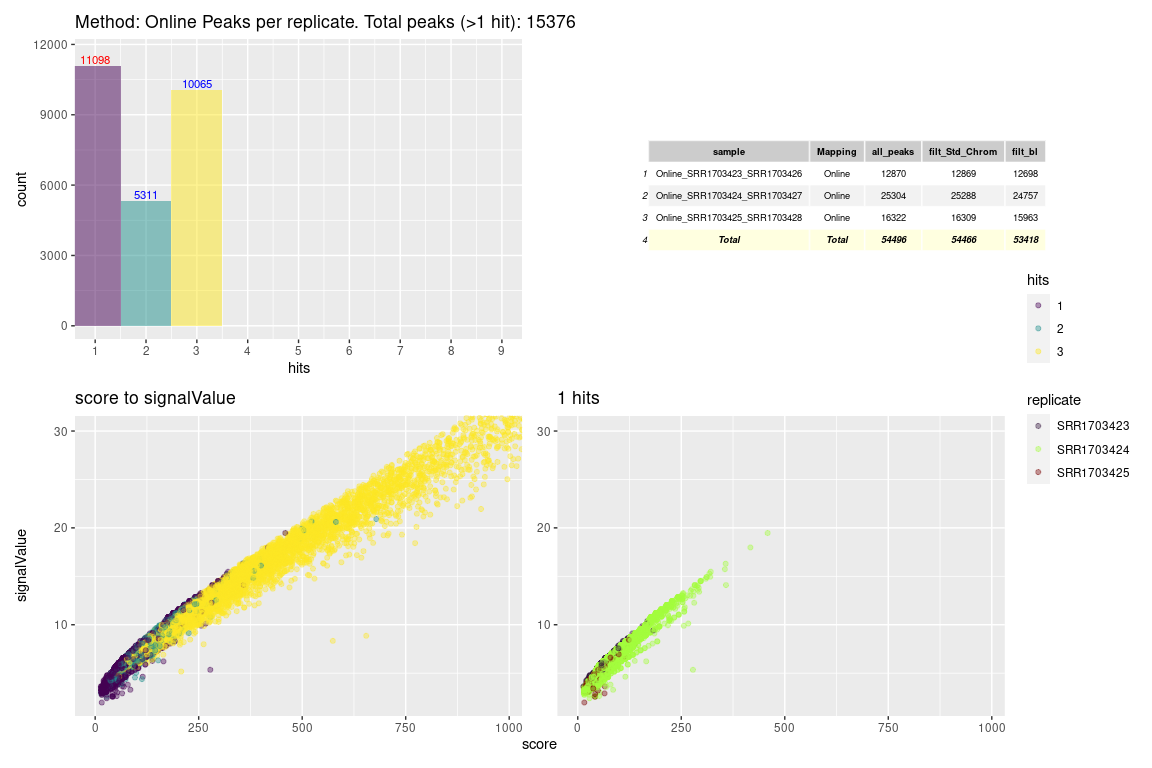 Method: Online Peaks per replicate. Total peaks (>1 hit): 15376
12000
9000
6000
3000
0
count
11098
5311
10065
1 2 3 4 5 6 7 8 9
hits
sample Mapping all_peaks filt_Std_Chrom filt_bl
1 Online_SRR1703423_SRR1703426 Online 12870 12869 12698
2 Online_SRR1703424_SRR1703427 Online 25304 25288 24757
3 Online_SRR1703425_SRR1703428 Online 16322 16309 15963
4 Total Total 54496 54466 53418
hits
1
2
3
replicate
SRR1703423
SRR1703424
SRR1703425
score to signalValue
30
20
10
signalValue
0 250 500 750 1000
1 hits
30
20
10
0 250 500 750 1000
score